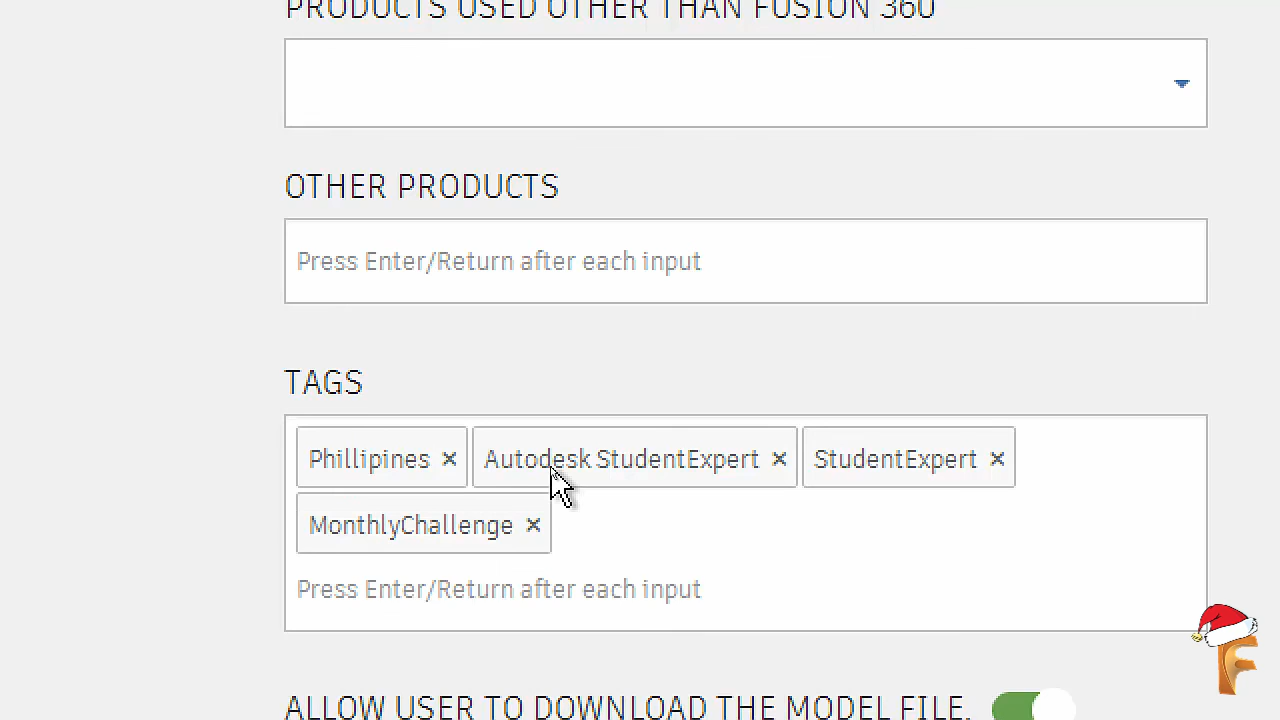 PRODUCTS USED OTHER THAN FUSION 360
OTHER PRODUCTS
Press Enter/Return after each input
TAGS
Phillipines × Autodesk StudentExpert × StudentExpert ×
MonthlyChallenge ×
Press Enter/Return after each input
ALLOW USER TO DOWNLOAD THE MODEL FILE.
F